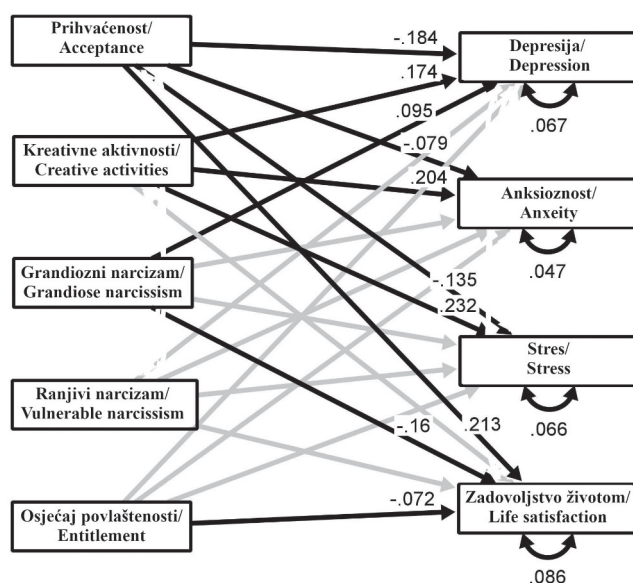 Prihvaćenost/
Acceptance
-.184
Depresija/
Depression
.174
.067
.095
Kreativne aktivnosti/
Creative activities
-.079
.204
Anksioznost/
Anxeity
.047
Grandiozni narcizam/
Grandiose narcissism
-.135
.232
Stres/
Stress
.066
Ranjivi narcizam/
Vulnerable narcissism
-.16
.213
Osjećaj povlaštenosti/
Entitlement
-.072
Zadovoljstvo životom/
Life satisfaction
.086